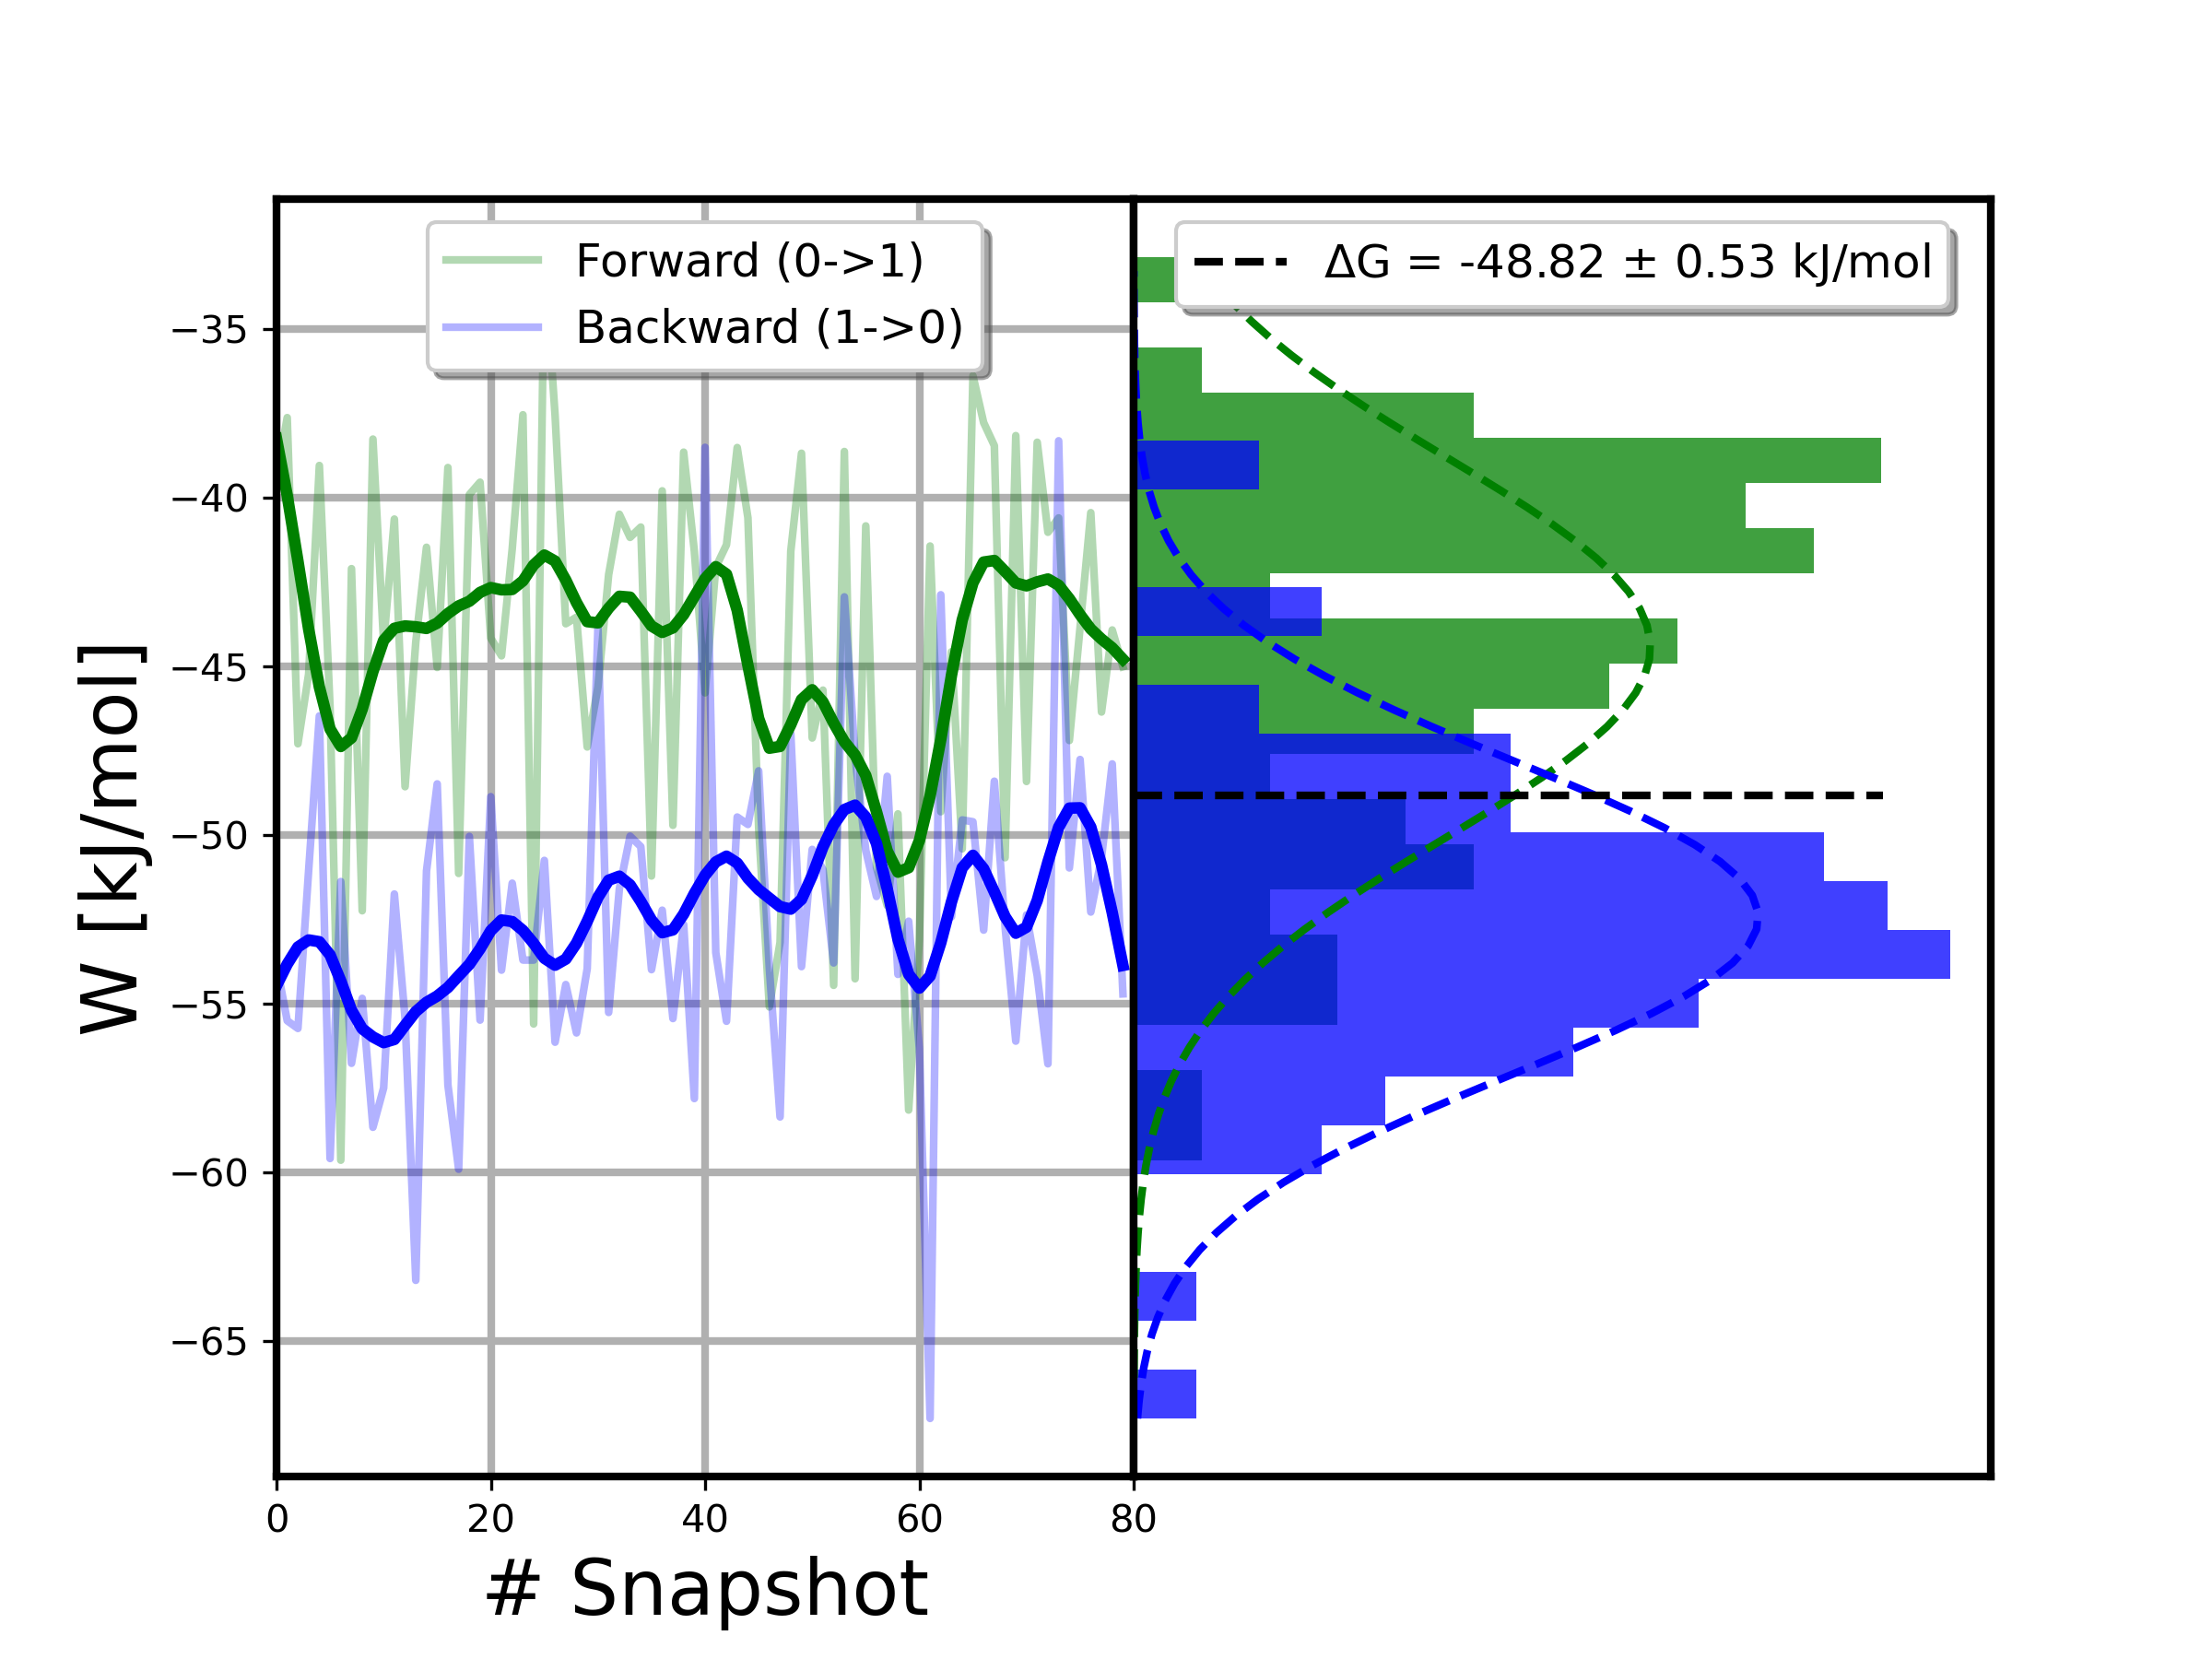 Forward (0->1)
Backward (1->0)
ΔG = -48.82 ± 0.53 kJ/mol
W [kJ/mol]
−35
−40
−45
−50
−55
−60
−65
0 20 40 60 80
# Snapshot